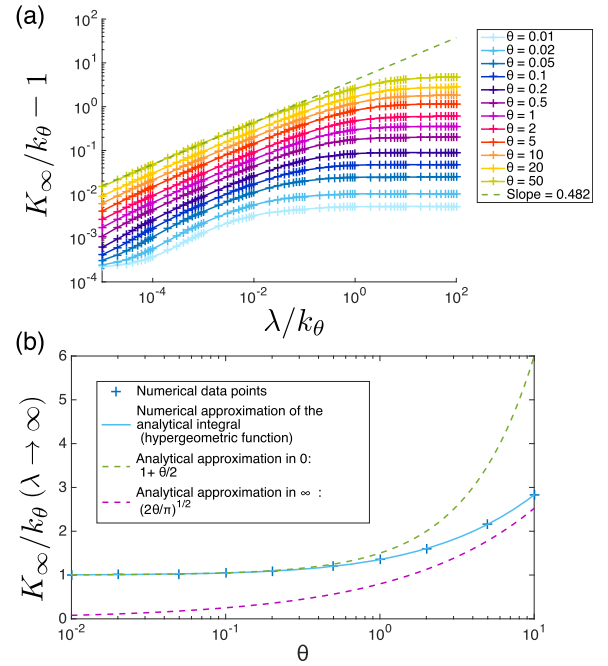 (a)
K∞/kθ − 1
10^2
10^1
10^0
10^-1
10^-2
10^-3
10^-4
10^-4
10^-2
10^0
10^2
λ/kθ
θ = 0.01
θ = 0.02
θ = 0.05
θ = 0.1
θ = 0.2
θ = 0.5
θ = 1
θ = 2
θ = 5
θ = 10
θ = 20
θ = 50
Slope = 0.482
(b)
K∞/kθ (λ → ∞)
6
5
4
3
2
1
0
Numerical data points
Numerical approximation of the
analytical integral
(hypergeometric function)
Analytical approximation in 0:
1+ θ/2
Analytical approximation in ∞ :
(2θ/π)^1/2
10^-2
10^-1
10^0
10^1
θ